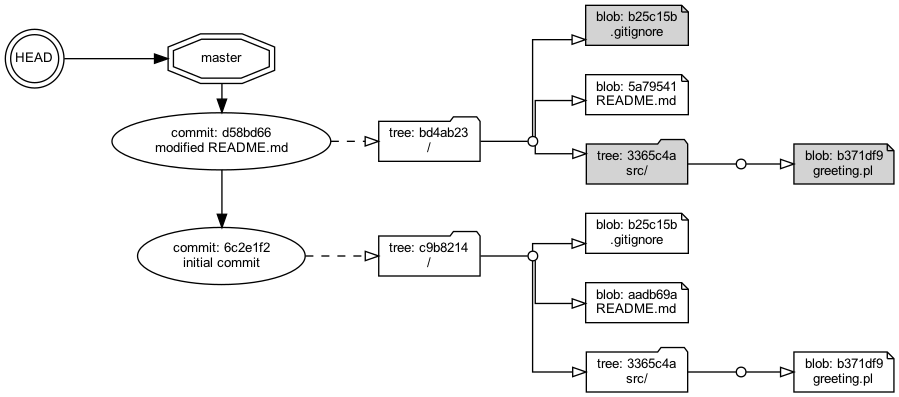 HEAD
master
commit: d58bd66
modified README.md
tree: bd4ab23
/
blob: b25c15b
.gitignore
blob: 5a79541
README.md
tree: 3365c4a
src/
blob: b371df9
greeting.pl
commit: 6c2e1f2
initial commit
tree: c9b8214
/
blob: b25c15b
.gitignore
blob: aadb69a
README.md
tree: 3365c4a
src/
blob: b371df9
greeting.pl